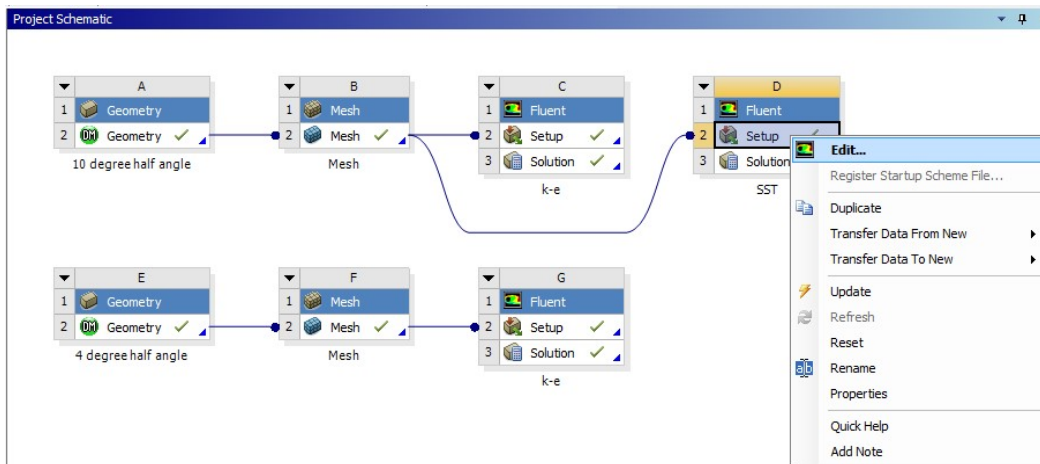 Project Schematic
A
1 Geometry
2 DM Geometry
10 degree half angle
B
1 Mesh
2 Mesh
Mesh
C
1 Fluent
2 Setup
3 Solution
k-e
D
1 Fluent
2 Setup
3 Solution
SST
Edit...
Register Startup Scheme File...
Duplicate
Transfer Data From New
Transfer Data To New
Update
Refresh
Reset
ab Rename
Properties
Quick Help
Add Note
E
1 Geometry
2 DM Geometry
4 degree half angle
F
1 Mesh
2 Mesh
Mesh
G
1 Fluent
2 Setup
3 Solution
k-e